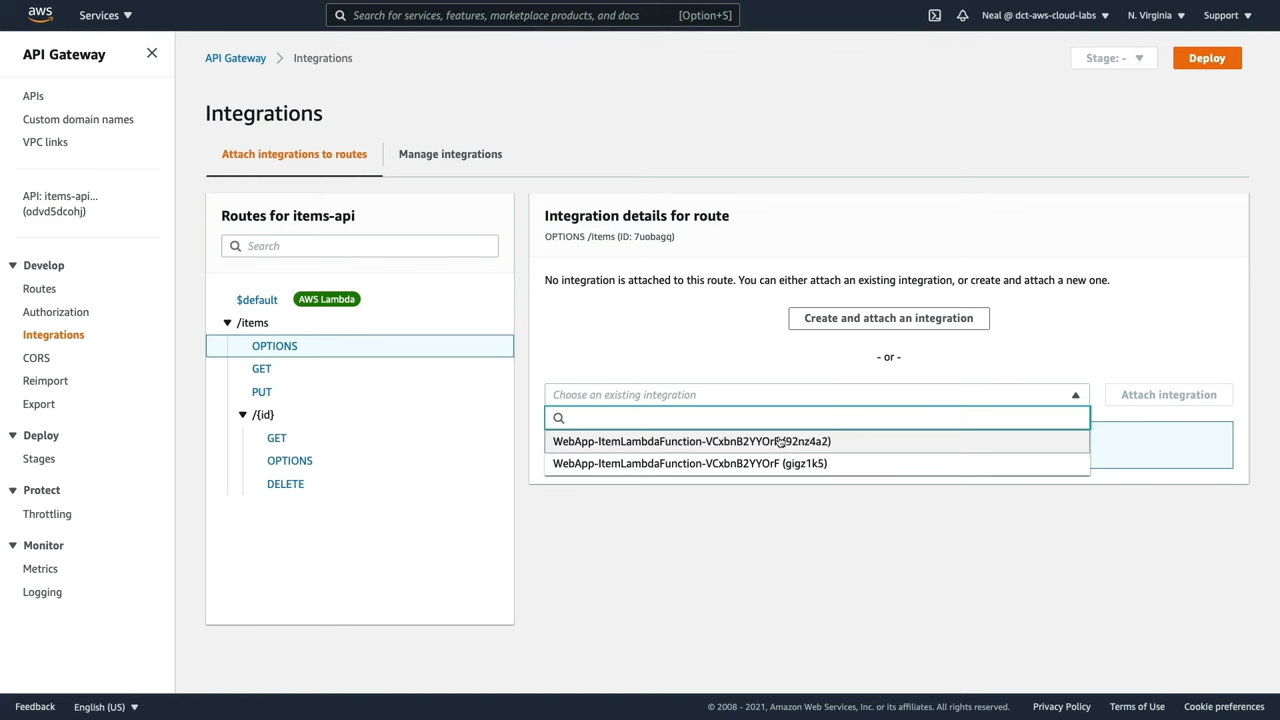 aws
Services
Search for services, features, marketplace products, and docs
[Option+S]
Neal @ dct-aws-cloud-labs
N. Virginia
Support
API Gateway
APIs
Custom domain names
VPC links
API: items-api...
(odvd5dcohj)
Develop
Routes
Authorization
Integrations
CORS
Reimport
Export
Deploy
Stages
Protect
Throttling
Monitor
Metrics
Logging
API Gateway
Integrations
Stage: -
Deploy
Integrations
Attach integrations to routes
Manage integrations
Routes for items-api
Search
$default
AWS Lambda
/items
OPTIONS
GET
PUT
/{id}
GET
OPTIONS
DELETE
Integration details for route
OPTIONS /items (ID: 7uobagq)
No integration is attached to this route. You can either attach an existing integration, or create and attach a new one.
Create and attach an integration
- or -
Choose an existing integration
Attach integration
WebApp-ItemLambdaFunction-VCxbnB2YYOrF (92nz4a2)
WebApp-ItemLambdaFunction-VCxbnB2YYOrF (gigz1k5)
Feedback
English (US)
© 2008 - 2021, Amazon Web Services, Inc. or its affiliates. All rights reserved.
Privacy Policy
Terms of Use
Cookie preferences